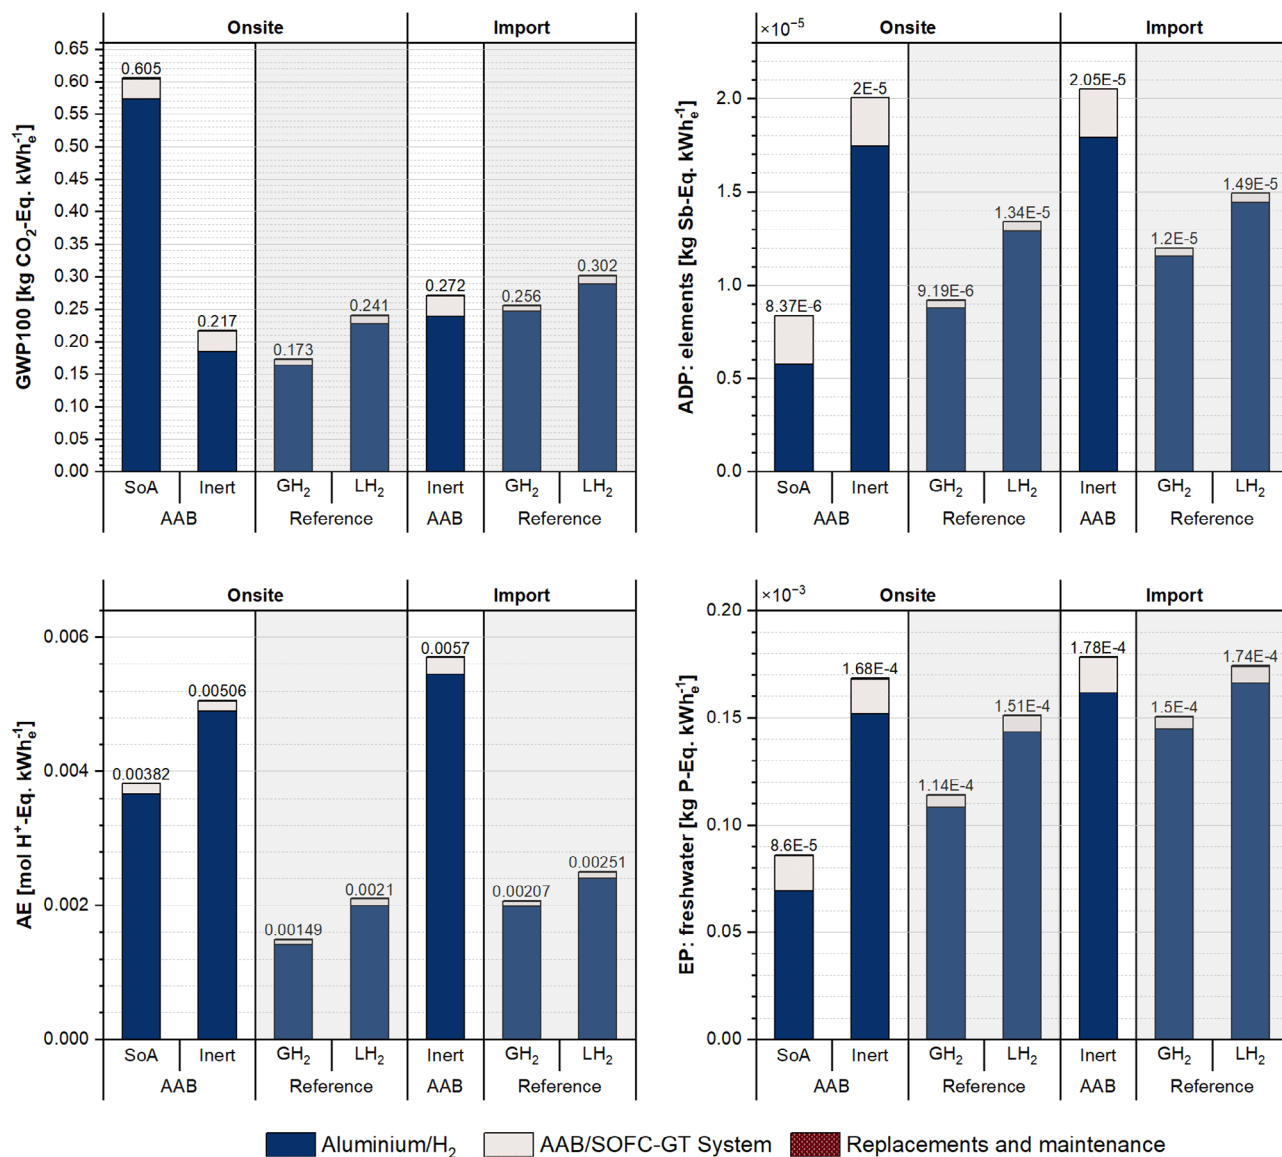 Onsite Import
GWP100 [kg CO₂-Eq. kWhₑ⁻¹]
0.65
0.60
0.55
0.50
0.45
0.40
0.35
0.30
0.25
0.20
0.15
0.10
0.05
0.00
0.605
0.217
0.173
0.241
0.272
0.256
0.302
SoA Inert GH₂ LH₂ Inert GH₂ LH₂
AAB Reference AAB Reference
×10⁻⁵
Onsite Import
ADP: elements [kg Sb-Eq. kWhₑ⁻¹]
2.0
1.5
1.0
0.5
0.0
8.37E-6
2E-5
9.19E-6
1.34E-5
2.05E-5
1.2E-5
1.49E-5
SoA Inert GH₂ LH₂ Inert GH₂ LH₂
AAB Reference AAB Reference
Onsite Import
AE [mol H⁺-Eq. kWhₑ⁻¹]
0.006
0.004
0.002
0.000
0.00382
0.00506
0.00149
0.0021
0.0057
0.00207
0.00251
SoA Inert GH₂ LH₂ Inert GH₂ LH₂
AAB Reference AAB Reference
×10⁻³
Onsite Import
EP: freshwater [kg P-Eq. kWhₑ⁻¹]
0.20
0.15
0.10
0.05
0.00
8.6E-5
1.68E-4
1.14E-4
1.51E-4
1.78E-4
1.5E-4
1.74E-4
SoA Inert GH₂ LH₂ Inert GH₂ LH₂
AAB Reference AAB Reference
Aluminium/H₂ AAB/SOFC-GT System Replacements and maintenance